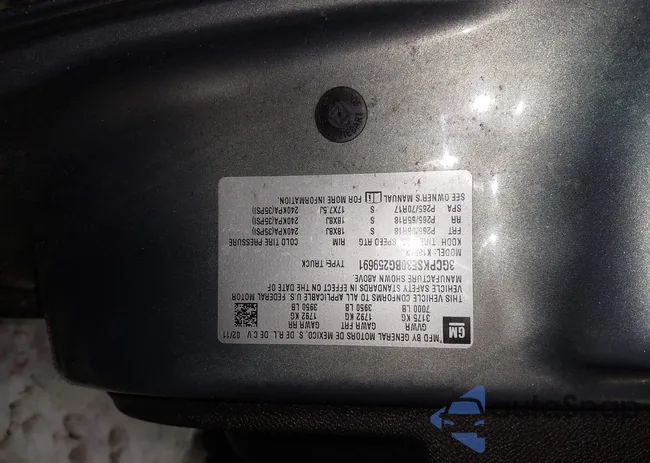 GM
*MFD BY GENERAL MOTORS DE MEXICO, S. DE R.L. DE C.V. 02/11
GVWR GAWR FRT GAWR RR
3175 KG 1792 KG 1792 KG
7000 LB 3950 LB 3950 LB
THIS VEHICLE CONFORMS TO ALL APPLICABLE U.S. FEDERAL MOTOR
VEHICLE SAFETY STANDARDS IN EFFECT ON THE DATE OF
MANUFACTURE SHOWN ABOVE.
3GCPKSE30BG259691 TYPE: TRUCK
MODEL:
KDDH TIRE SPEED RTG RIM COLD TIRE PRESSURE
FRT S 18X8J 240KPA(35PSI)
RR P265/65R18 S 18X8J 240KPA(35PSI)
SPA P265/70R17 S 17X7.5J 240KPA(35PSI)
SEE OWNER'S MANUAL FOR MORE INFORMATION.
autoSnap